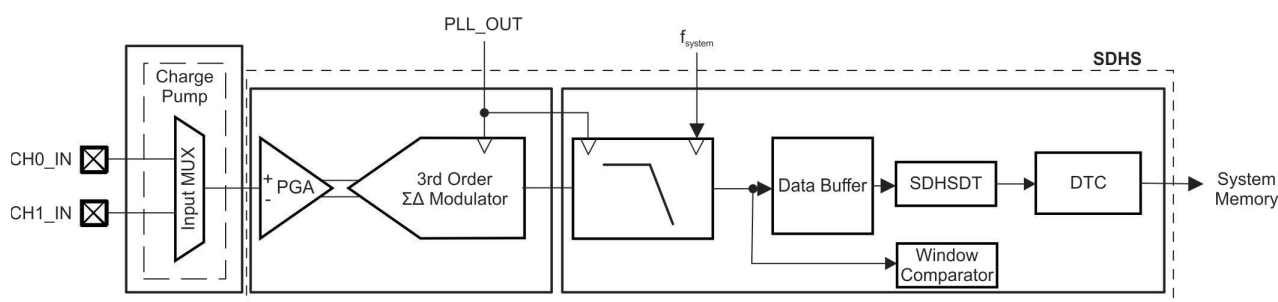 PLL_OUT
f_system
SDHS
Charge
Pump
CH0_IN
CH1_IN
Input MUX
+
-
PGA
3rd Order
ΣΔ Modulator
Data Buffer
SDHSDT
DTC
System
Memory
Window
Comparator